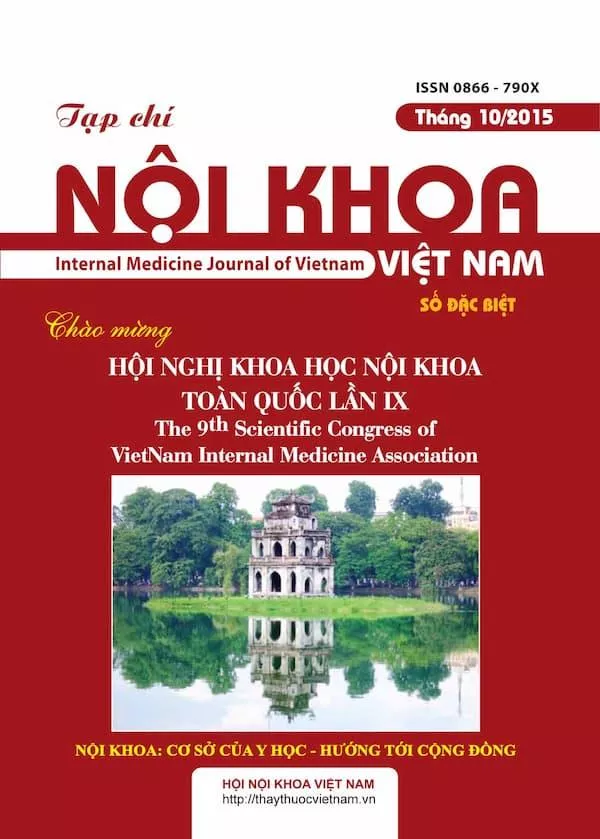 ISSN 0866 - 790X
Tạp chí
Tháng 10/2015
NỘI KHOA
Internal Medicine Journal of Vietnam
VIỆT NAM
SỐ ĐẶC BIỆT
Chào mừng
HỘI NGHỊ KHOA HỌC NỘI KHOA
TOÀN QUỐC LẦN IX
The 9th Scientific Congress of
VietNam Internal Medicine Association
NỘI KHOA: CƠ SỞ CỦA Y HỌC - HƯỚNG TỚI CỘNG ĐỒNG
HỘI NỘI KHOA VIỆT NAM
http://thaythuocvietnam.vn